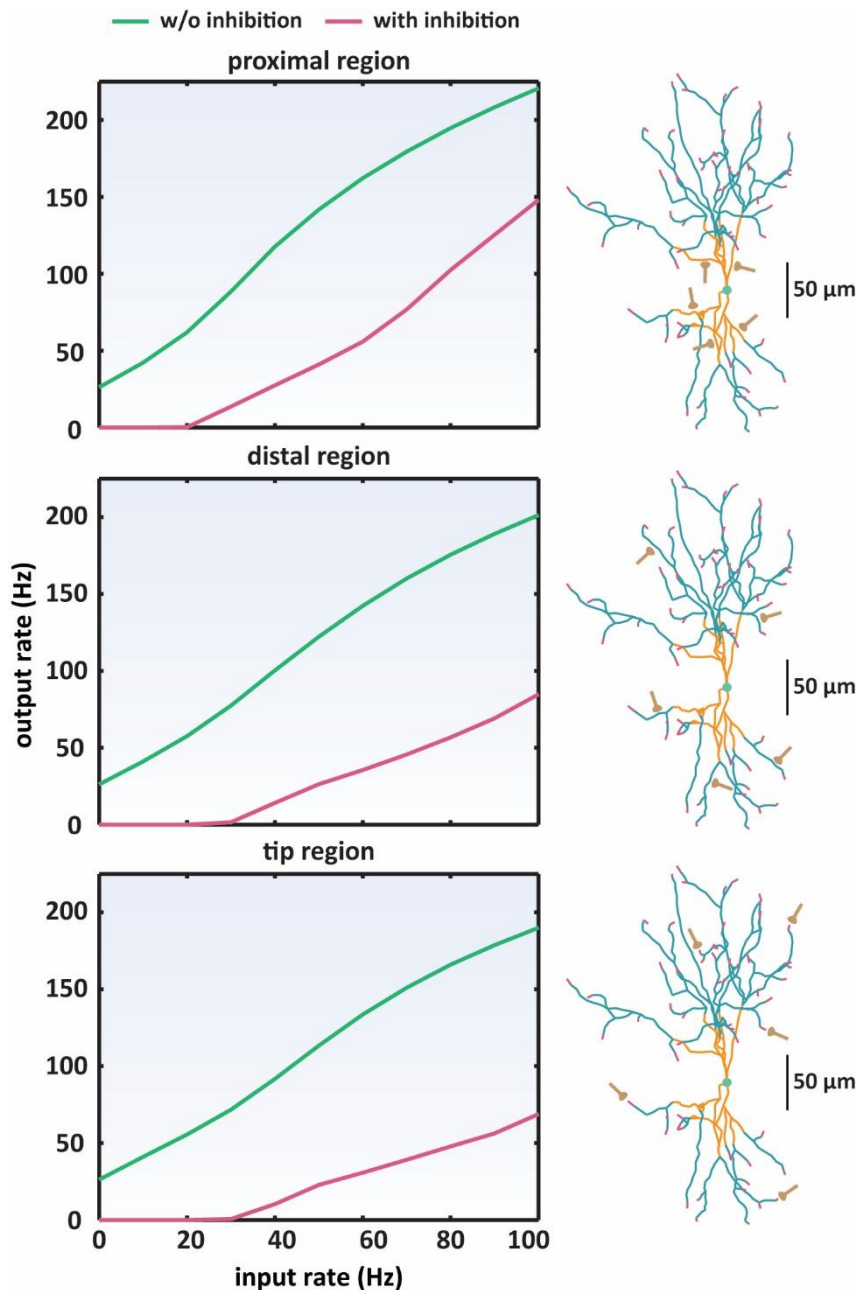 w/o inhibition with inhibition
proximal region
200
150
100
50
0
50 µm
distal region
200
150
100
50
0
output rate (Hz)
50 µm
tip region
200
150
100
50
0
50 µm
0 20 40 60 80 100
input rate (Hz)